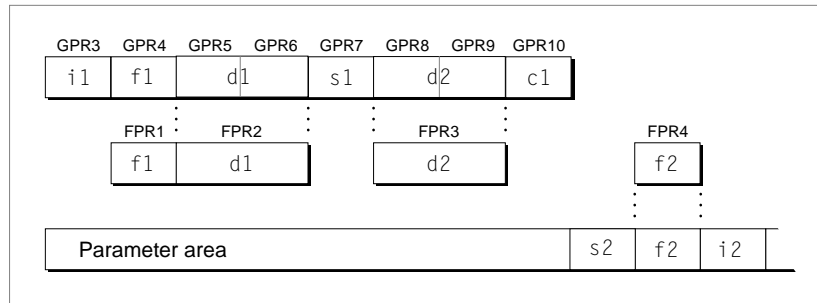 GPR3 GPR4 GPR5 GPR6 GPR7 GPR8 GPR9 GPR10
i1 f1 d1 s1 d2 c1
FPR1 FPR2 FPR3 FPR4
f1 d1 d2 f2
Parameter area s2 f2 i2